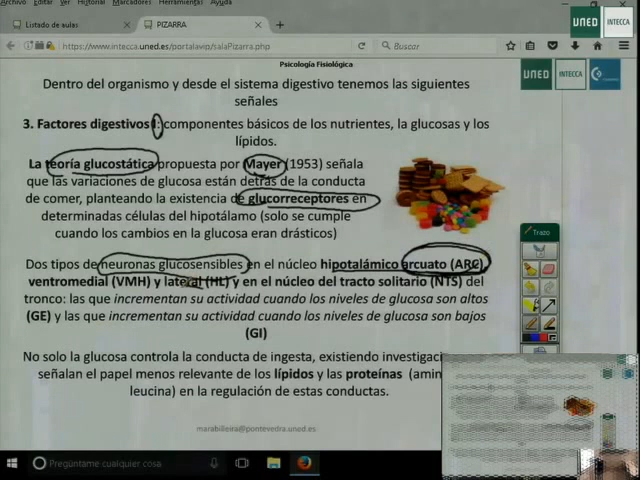 Archivo Editar Ver Historial Marcadores Herramientas Ayuda
Listado de aulas
PIZARRA
https://www.intecca.uned.es/portalavip/salaPizarra.php
Buscar
UNED
INTECCA
Psicología Fisiológica
UNED
INTECCA
Dentro del organismo y desde el sistema digestivo tenemos las siguientes
señales
3. Factores digestivos I: componentes básicos de los nutrientes, la glucosas y los
lípidos.
La teoría glucostática propuesta por Mayer (1953) señala
que las variaciones de glucosa están detrás de la conducta
de comer, planteando la existencia de glucorreceptores en
determinadas células del hipotálamo (solo se cumple
cuando los cambios en la glucosa eran drásticos)
Trazo
Dos tipos de neuronas glucosensibles en el núcleo hipotalámico arcuato (ARC),
ventromedial (VMH) y lateral (HL) y en el núcleo del tracto solitario (NTS) del
tronco: las que incrementan su actividad cuando los niveles de glucosa son altos
(GE) y las que incrementan su actividad cuando los niveles de glucosa son bajos
(GI)
No solo la glucosa controla la conducta de ingesta, existiendo
señalan el papel menos relevante de los lípidos y las proteínas
leucina) en la regulación de estas conductas.
marabilleira@pontevedra.uned.es
Pregúntame cualquier cosa